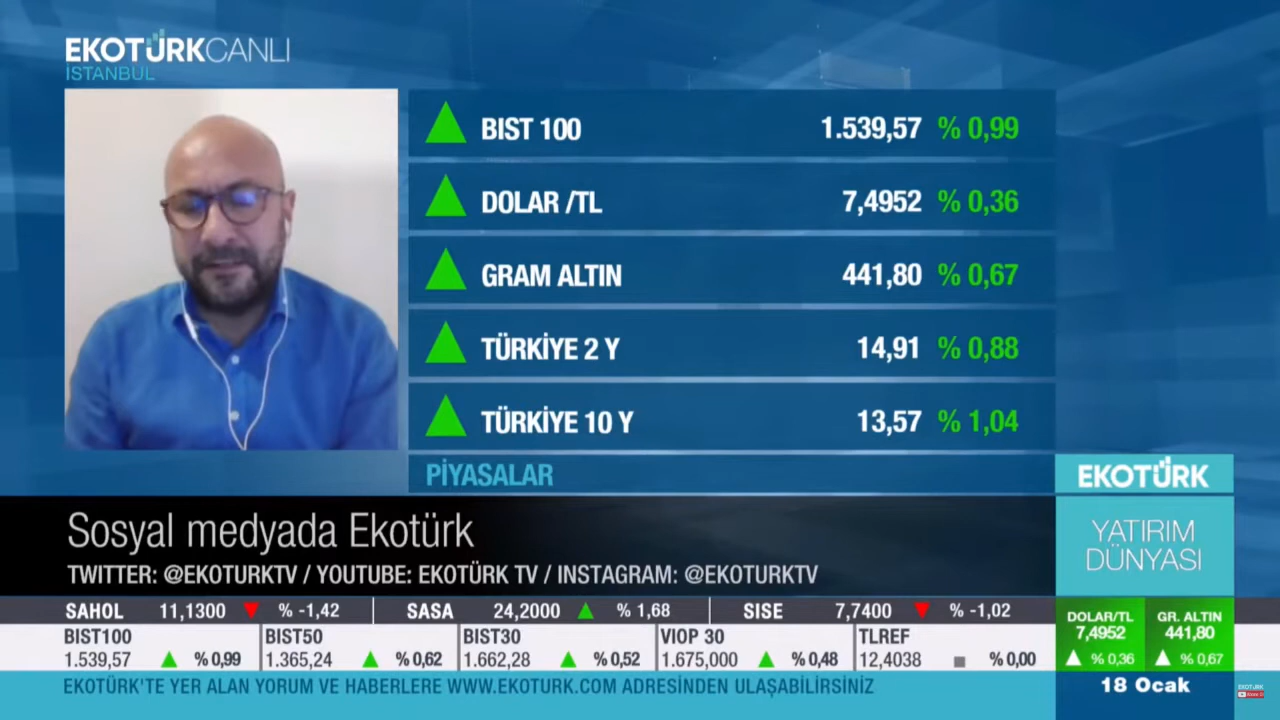 EKOTÜRK CANLI
İSTANBUL
BIST 100 1.539,57 % 0,99
DOLAR /TL 7,4952 % 0,36
GRAM ALTIN 441,80 % 0,67
TÜRKİYE 2 Y 14,91 % 0,88
TÜRKİYE 10 Y 13,57 % 1,04
PİYASALAR
EKOTÜRK
YATIRIM
DÜNYASI
Sosyal medyada Ekotürk
TWITTER: @EKOTURKTV / YOUTUBE: EKOTÜRK TV / INSTAGRAM: @EKOTURKTV
SAHOL 11,1300 % -1,42 SASA 24,2000 % 1,68 SISE 7,7400 % -1,02
BIST100 BIST50 BIST30 VIOP 30 TLREF
1.539,57 % 0,99 1.365,24 % 0,62 1.662,28 % 0,52 1.675,000 % 0,48 12,4038 % 0,00
DOLAR/TL GR. ALTIN
7,4952 441,80
% 0,36 % 0,67
EKOTÜRK'TE YER ALAN YORUM VE HABERLERE WWW.EKOTURK.COM ADRESİNDEN ULAŞABİLİRSİNİZ
18 Ocak
EKOTÜRK